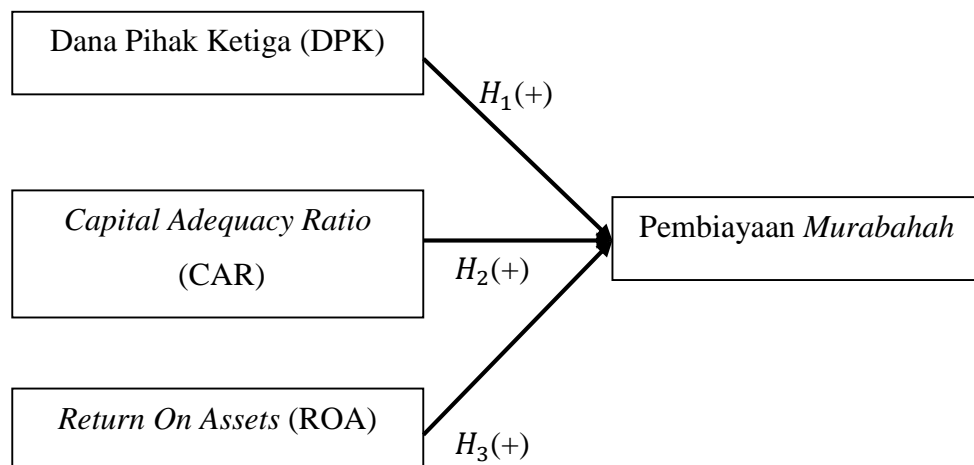 Dana Pihak Ketiga (DPK)
H₁(+)
Capital Adequacy Ratio
(CAR)
H₂(+)
Pembiayaan Murabahah
Return On Assets (ROA)
H₃(+)